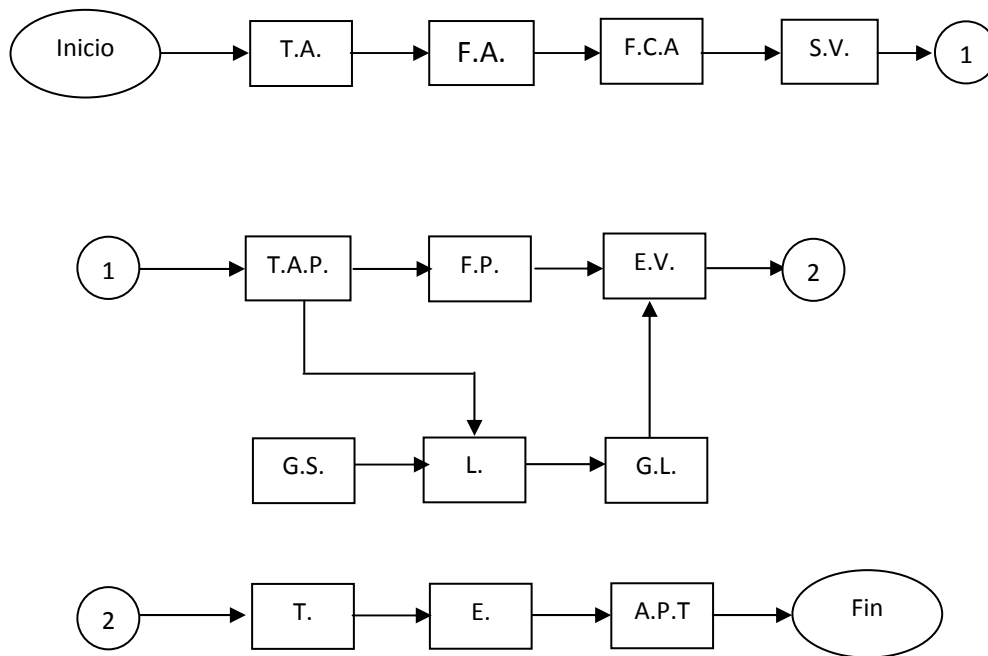 Inicio
T.A.
F.A.
F.C.A
S.V.
1
1
T.A.P.
F.P.
E.V.
2
G.S.
L.
G.L.
2
T.
E.
A.P.T
Fin